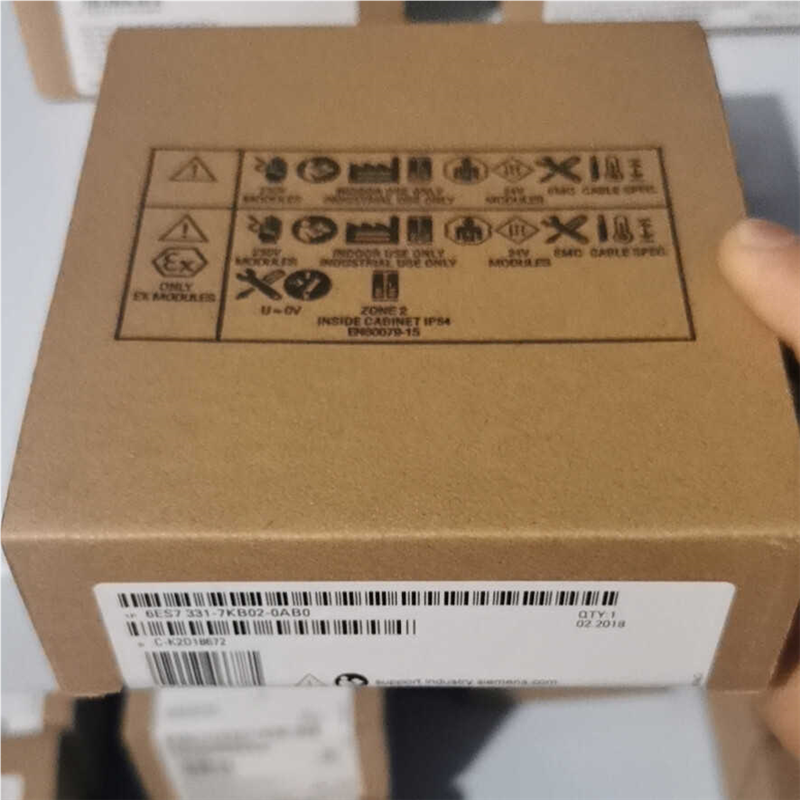 230V MODULES
INDOOR USE ONLY
INDUSTRIAL USE ONLY
24V MODULES
EMC
CABLE SPEC.
Ex
ONLY
EX MODULES
230V MODULES
INDOOR USE ONLY
INDUSTRIAL USE ONLY
24V MODULES
EMC
CABLE SPEC.
U ~ 0V
ZONE 2
INSIDE CABINET IP54
EN60079-15
1P 6ES7 331-7KB02-0AB0
QTY:1
02.2018
S C-K2D18672
support.industry.siemens.com